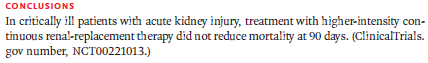 CONCLUSIONS
In critically ill patients with acute kidney injury, treatment with higher-intensity con-
tinuous renal-replacement therapy did not reduce mortality at 90 days. (ClinicalTrials.
gov number, NCT00221013.)